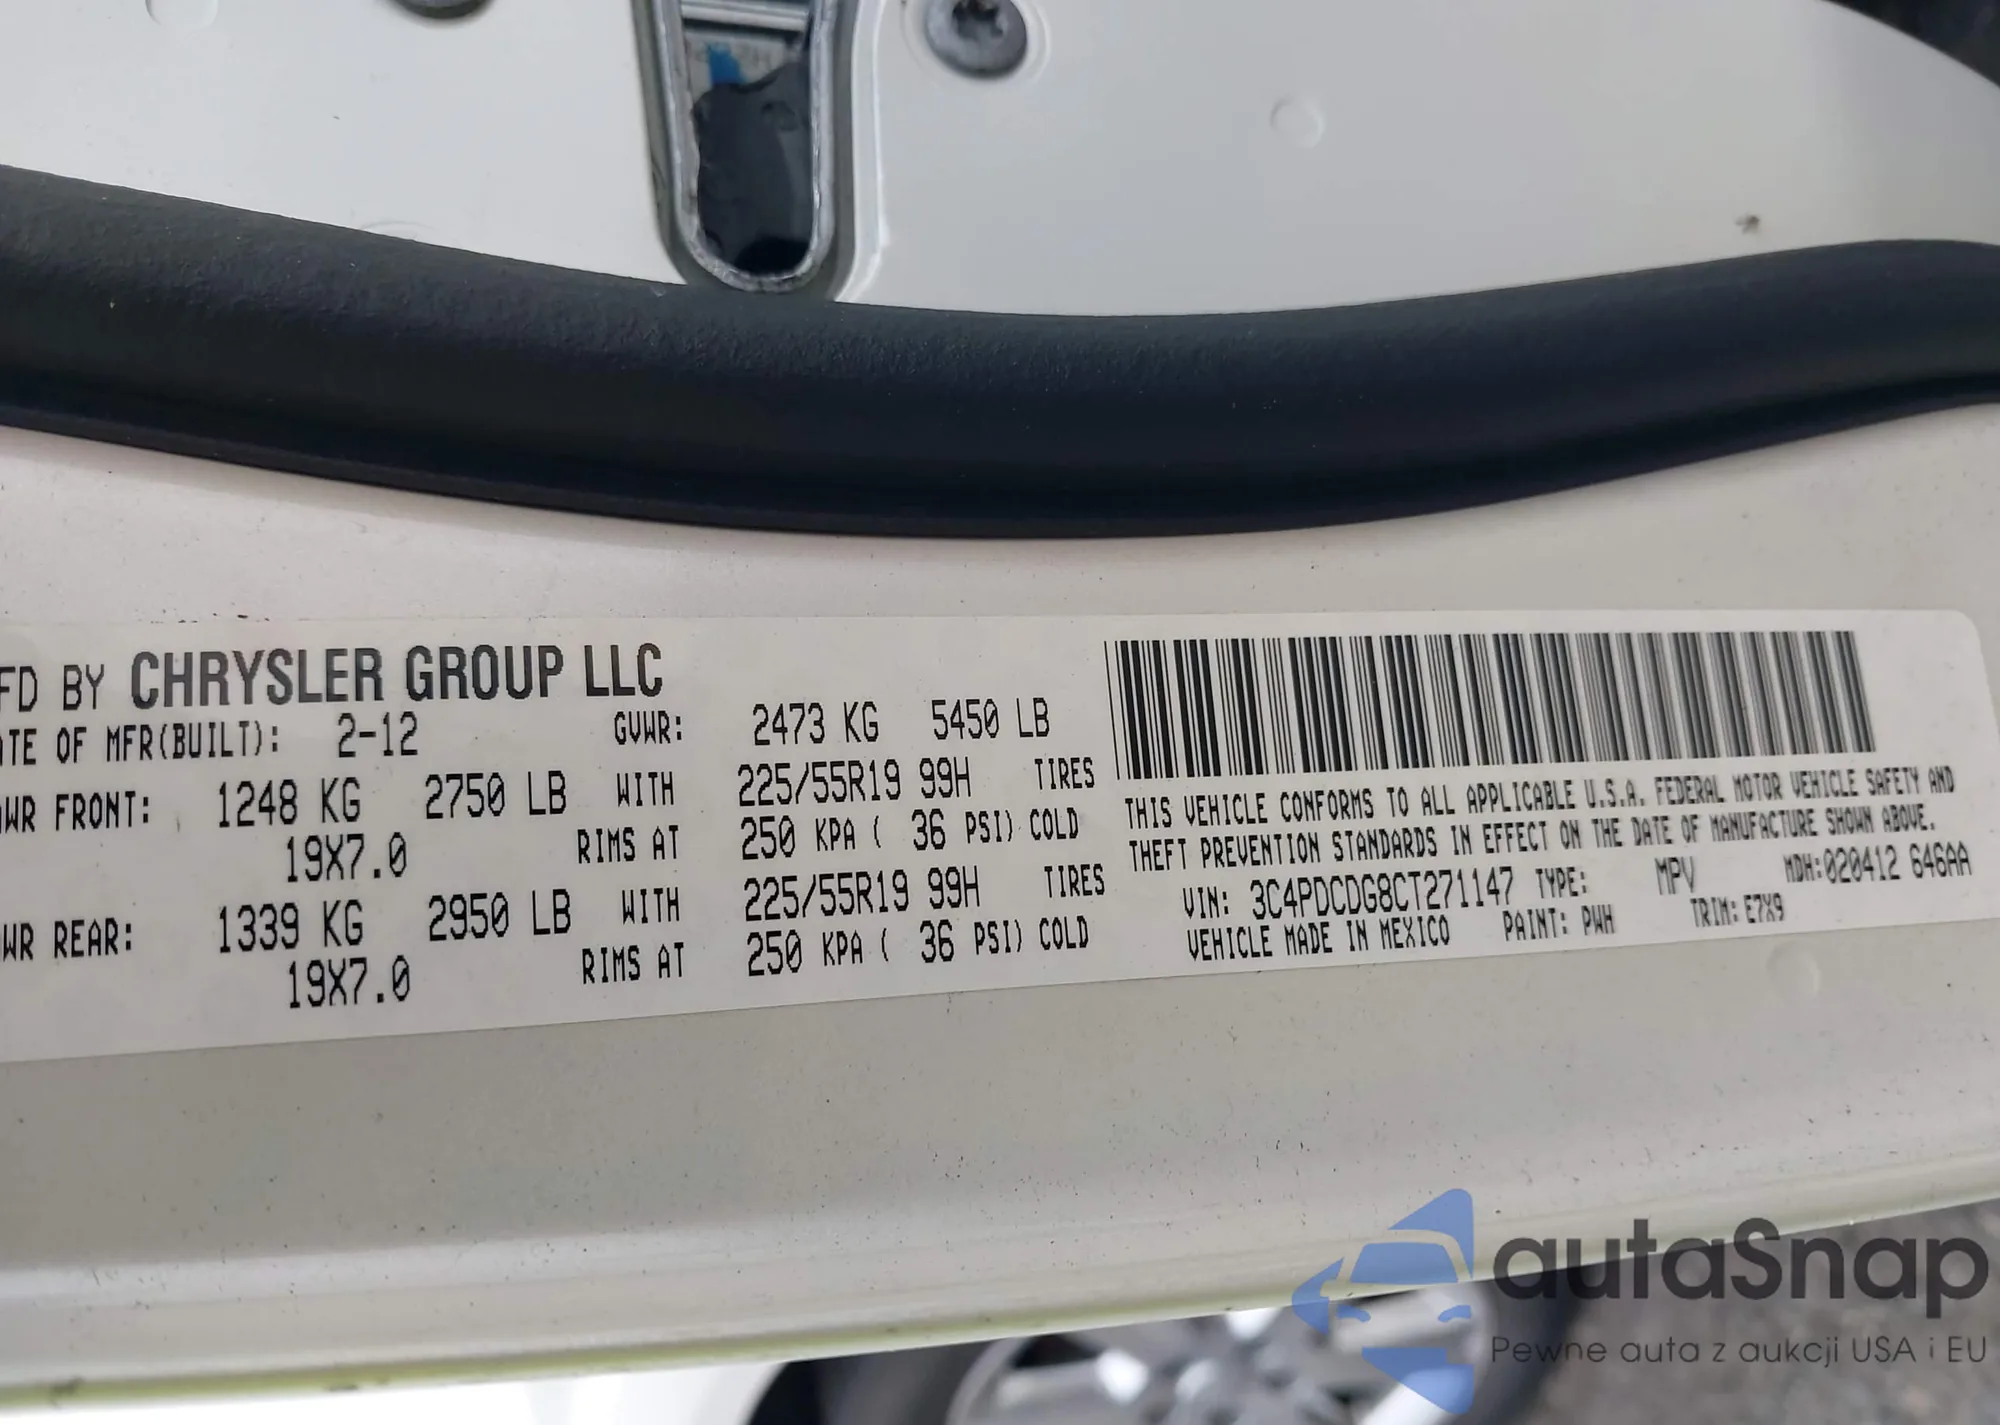 FD BY CHRYSLER GROUP LLC
TE OF MFR(BUILT): 2-12 GVWR: 2473 KG 5450 LB
WR FRONT: 1248 KG 2750 LB WITH 225/55R19 99H TIRES
19X7.0 RIMS AT 250 KPA ( 36 PSI) COLD
WR REAR: 1339 KG 2950 LB WITH 225/55R19 99H TIRES
19X7.0 RIMS AT 250 KPA ( 36 PSI) COLD
THIS VEHICLE CONFORMS TO ALL APPLICABLE U.S.A. FEDERAL MOTOR VEHICLE SAFETY AND
THEFT PREVENTION STANDARDS IN EFFECT ON THE DATE OF MANUFACTURE SHOWN ABOVE.
VIN: 3C4PDCDG8CT271147 TYPE: MPV MDH:020412 646AA
VEHICLE MADE IN MEXICO PAINT: PWH TRIM: E7X9
autaSnap
Pewne auta z aukcji USA i EU